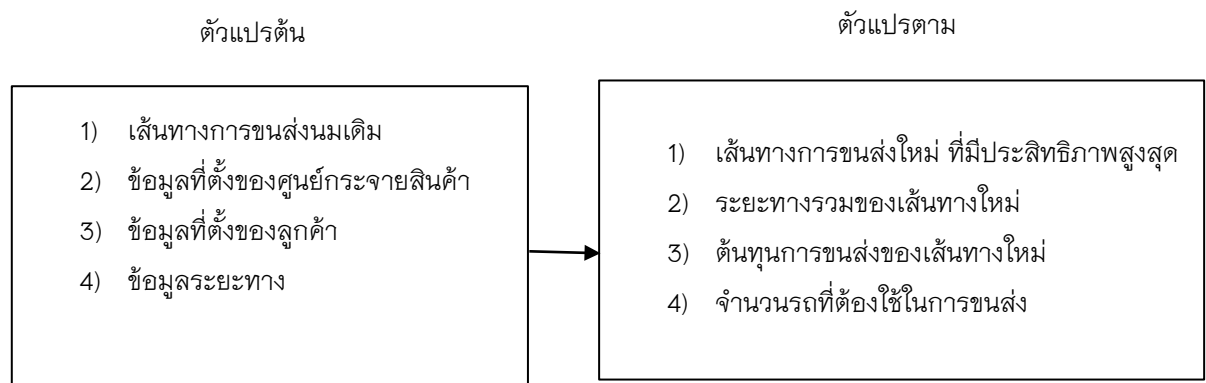 ตัวแปรต้น
1) เส้นทางการขนส่งนมเดิม
2) ข้อมูลที่ตั้งของศูนย์กระจายสินค้า
3) ข้อมูลที่ตั้งของลูกค้า
4) ข้อมูลระยะทาง
ตัวแปรตาม
1) เส้นทางการขนส่งใหม่ ที่มีประสิทธิภาพสูงสุด
2) ระยะทางรวมของเส้นทางใหม่
3) ต้นทุนการขนส่งของเส้นทางใหม่
4) จำนวนรถที่ต้องใช้ในการขนส่ง